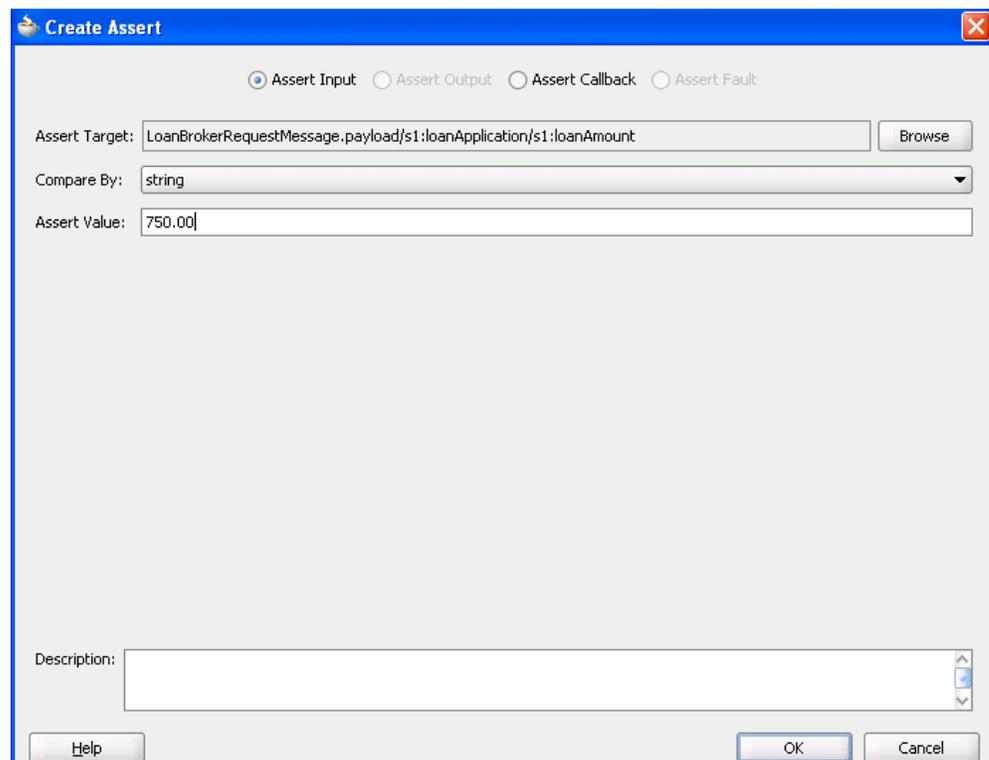 Create Assert
Assert Input Assert Output Assert Callback Assert Fault
Assert Target: LoanBrokerRequestMessage.payload/s1:loanApplication/s1:loanAmount Browse
Compare By: string
Assert Value: 750.00
Description:
Help OK Cancel